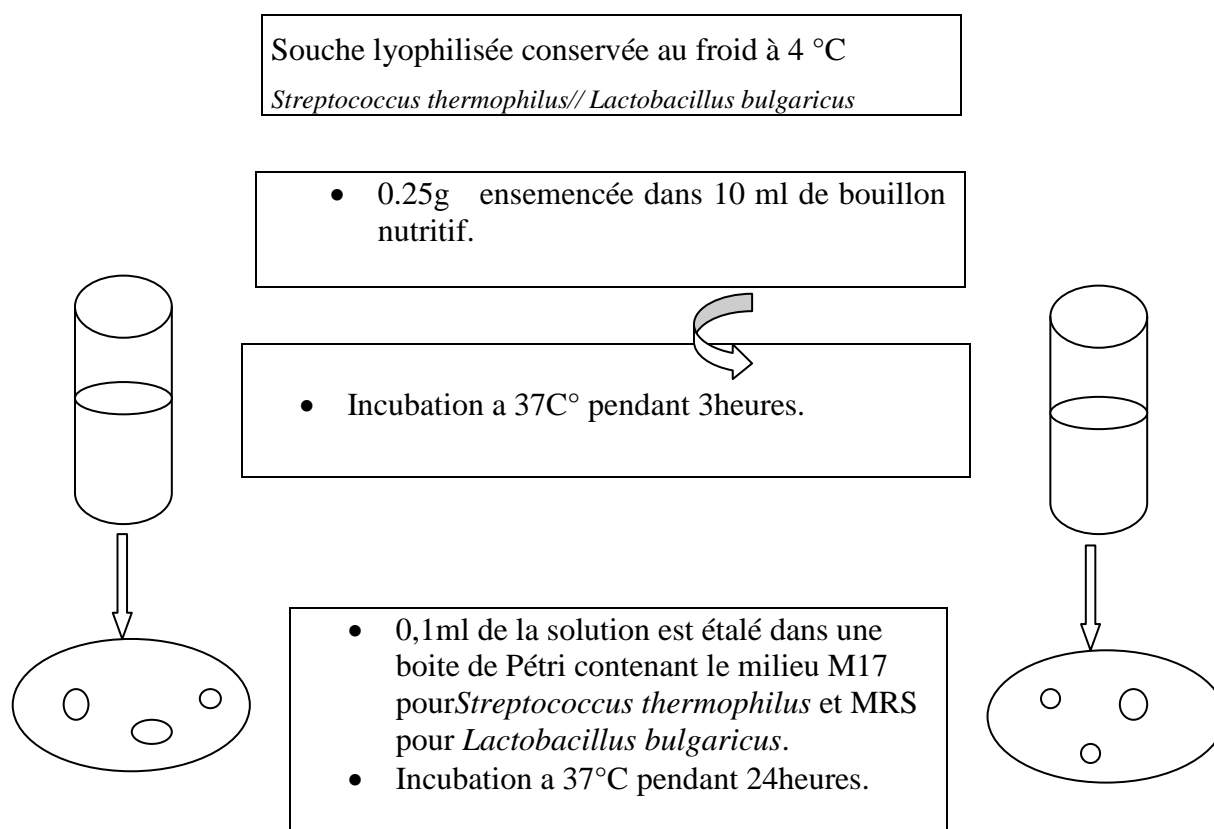 Souche lyophilisée conservée au froid à 4 °C
Streptococcus thermophilus// Lactobacillus bulgaricus
• 0.25g ensemencée dans 10 ml de bouillon
nutritif.
• Incubation a 37C° pendant 3heures.
• 0,1ml de la solution est étalé dans une
boite de Pétri contenant le milieu M17
pourStreptococcus thermophilus et MRS
pour Lactobacillus bulgaricus.
• Incubation a 37°C pendant 24heures.